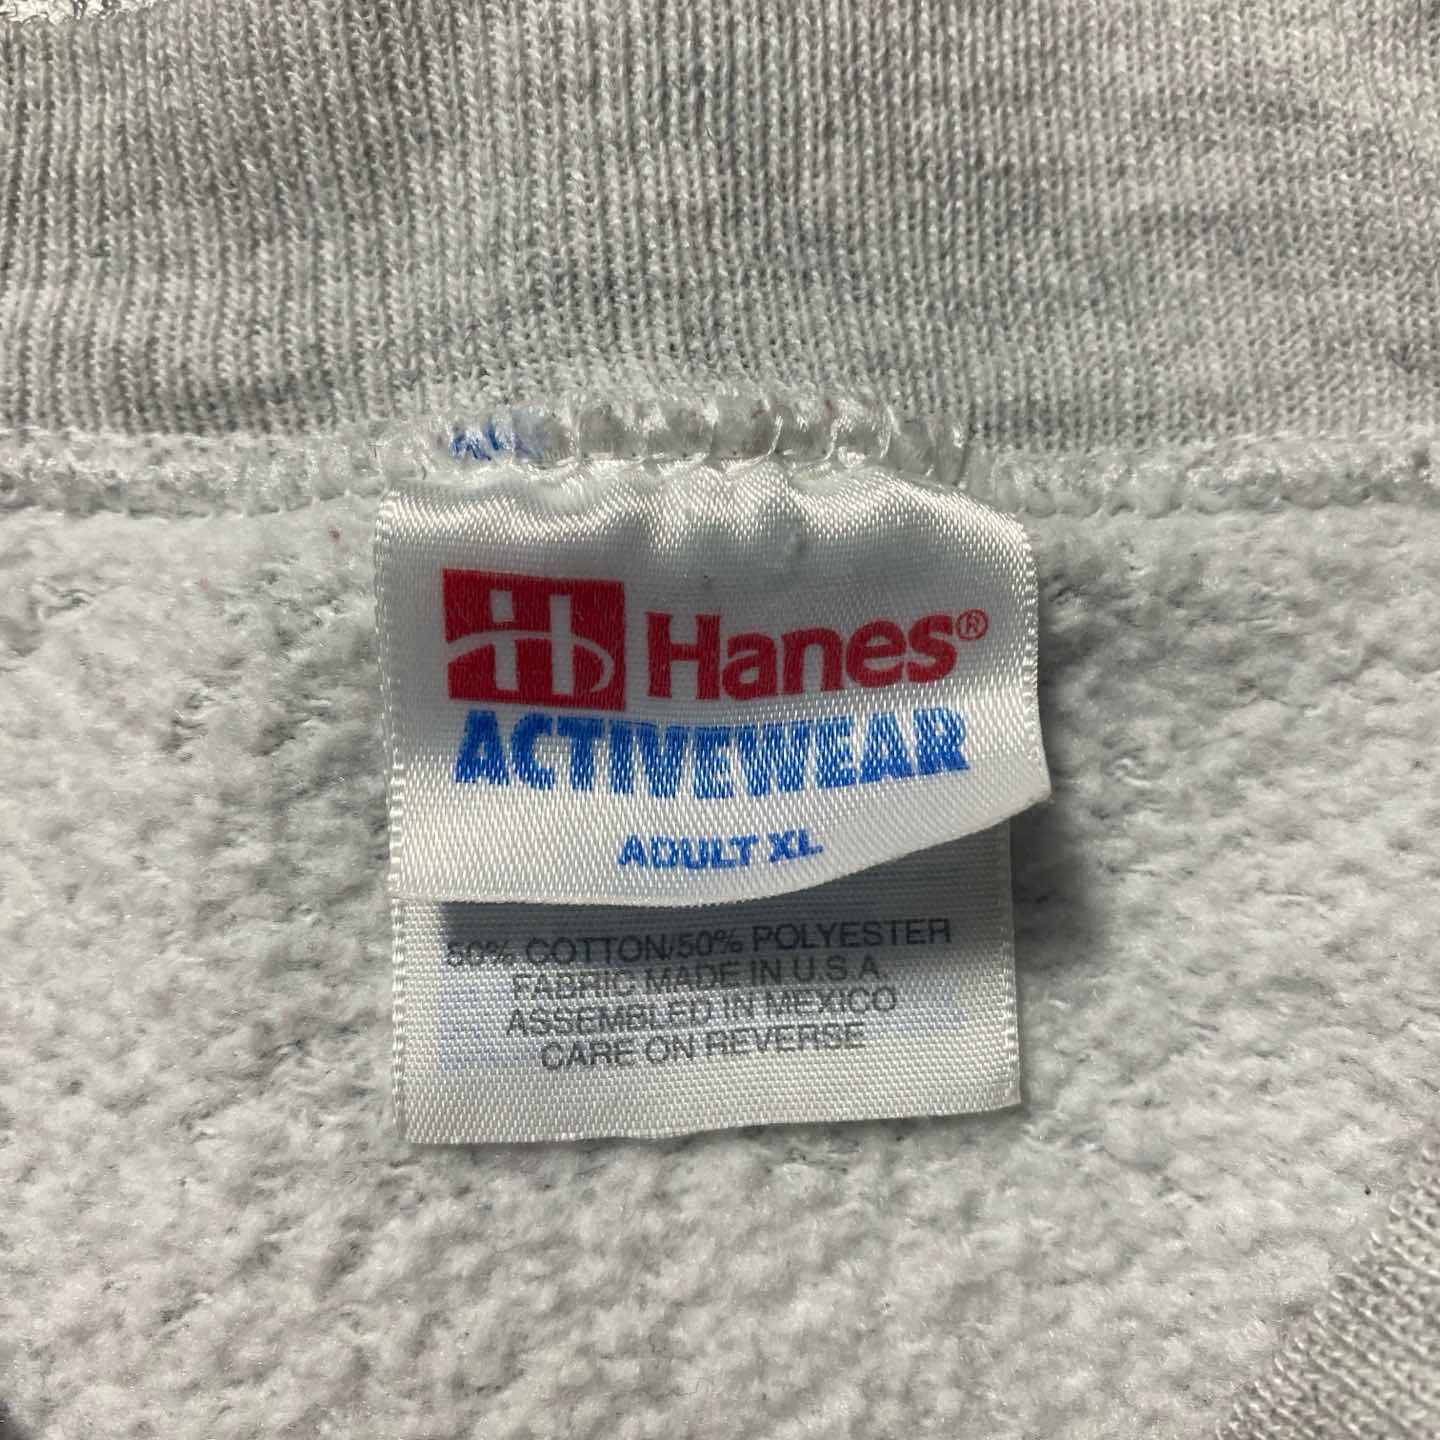 Hanes®
ACTIVEWEAR
ADULT XL
50% COTTON/50% POLYESTER
FABRIC MADE IN U.S.A.
ASSEMBLED IN MEXICO
CARE ON REVERSE